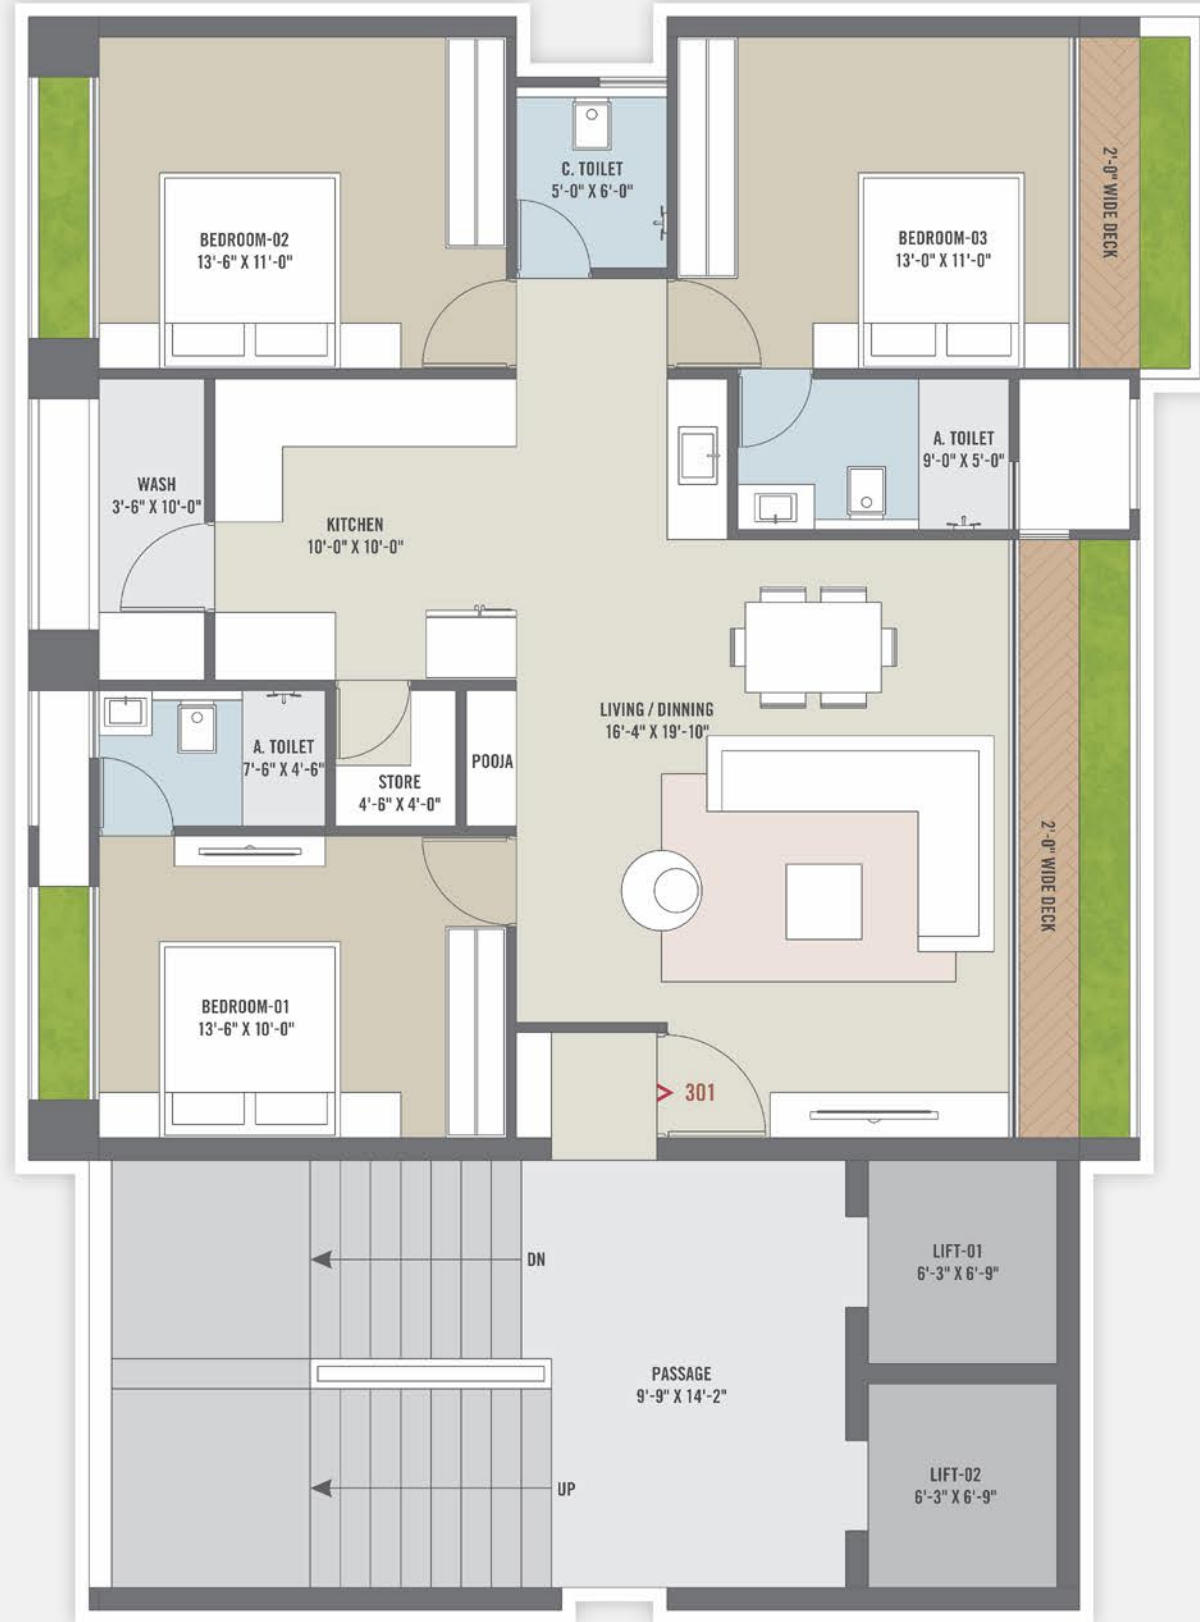 C. TOILET
5'-0" X 6'-0"
BEDROOM-02
13'-6" X 11'-0"
BEDROOM-03
13'-0" X 11'-0"
2'-0" WIDE DECK
WASH
3'-6" X 10'-0"
KITCHEN
10'-0" X 10'-0"
A. TOILET
9'-0" X 5'-0"
LIVING / DINNING
16'-4" X 19'-10"
A. TOILET
7'-6" X 4'-6"
STORE
4'-6" X 4'-0"
POOJA
2'-0" WIDE DECK
BEDROOM-01
13'-6" X 10'-0"
301
DN
LIFT-01
6'-3" X 6'-9"
PASSAGE
9'-9" X 14'-2"
UP
LIFT-02
6'-3" X 6'-9"